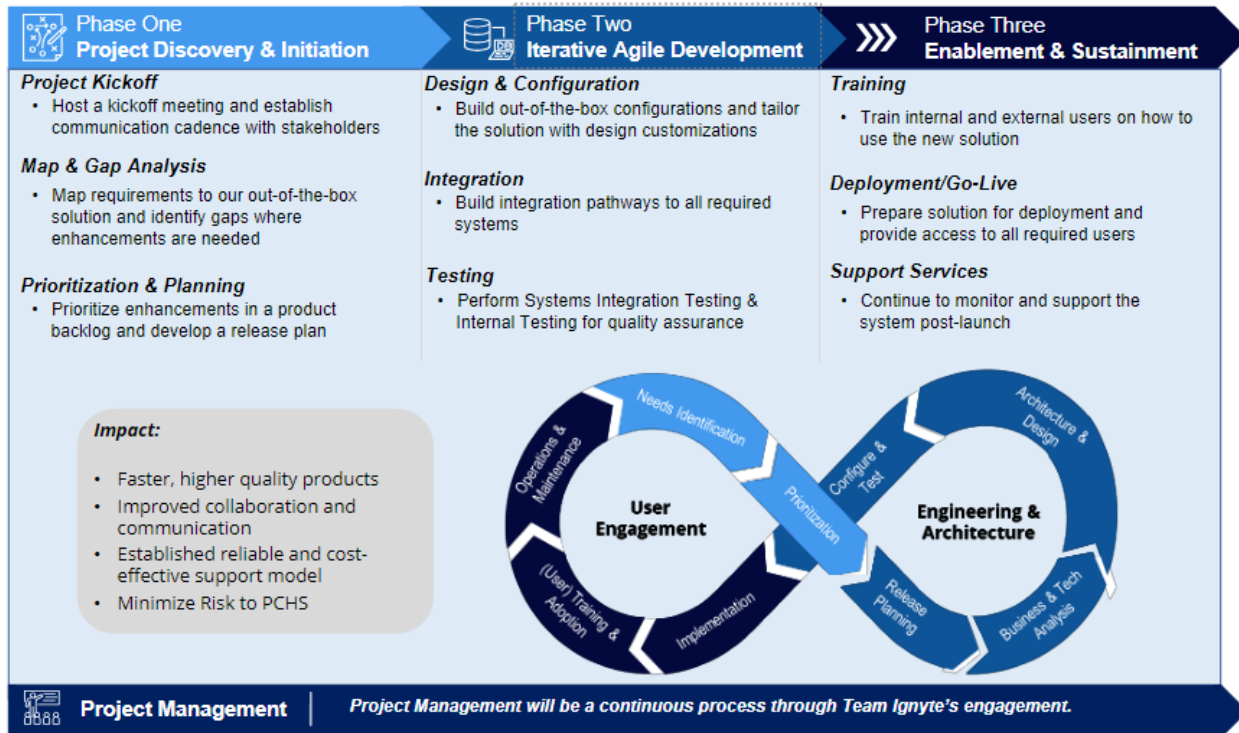 Phase One
Project Discovery & Initiation
Phase Two
Iterative Agile Development
Phase Three
Enablement & Sustainment
Project Kickoff
• Host a kickoff meeting and establish
communication cadence with stakeholders
Map & Gap Analysis
• Map requirements to our out-of-the-box
solution and identify gaps where
enhancements are needed
Prioritization & Planning
• Prioritize enhancements in a product
backlog and develop a release plan
Design & Configuration
• Build out-of-the-box configurations and tailor
the solution with design customizations
Integration
• Build integration pathways to all required
systems
Testing
• Perform Systems Integration Testing &
Internal Testing for quality assurance
Training
• Train internal and external users on how to
use the new solution
Deployment/Go-Live
• Prepare solution for deployment and
provide access to all required users
Support Services
• Continue to monitor and support the
system post-launch
Impact:
• Faster, higher quality products
• Improved collaboration and
communication
• Established reliable and cost-
effective support model
• Minimize Risk to PCHS
User
Engagement
Needs Identification
Prioritization
Release
Planning
Business & Tech
Analysis
Architecture &
Design
Configure &
Test
Implementation
(User) Training &
Adoption
Operations &
Maintenance
Engineering &
Architecture
Project Management
Project Management will be a continuous process through Team Ignyte's engagement.